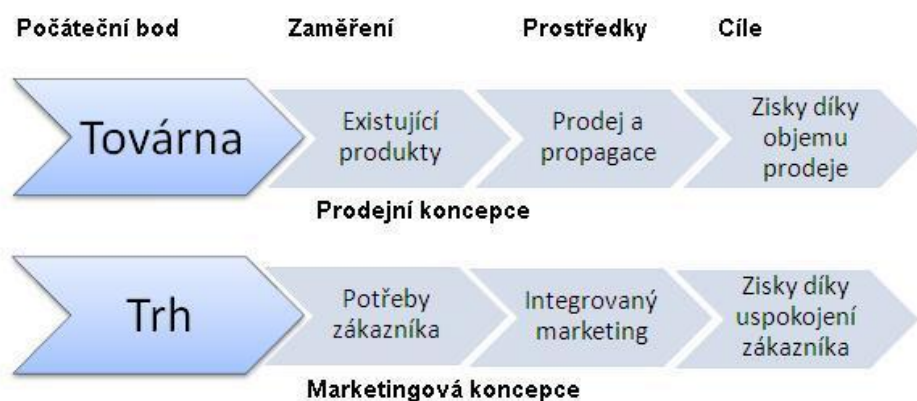 Počáteční bod Zaměření Prostředky Cíle
Továrna
Existující
produkty
Prodej a
propagace
Zisky díky
objemu
prodeje
Prodejní koncepce
Trh
Potřeby
zákazníka
Integrovaný
marketing
Zisky díky
uspokojení
zákazníka
Marketingová koncepce